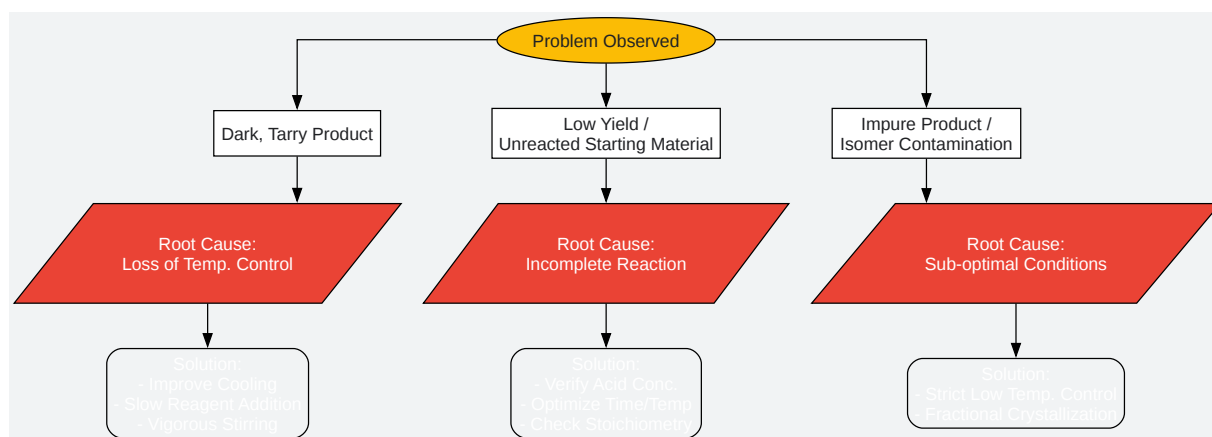 Problem Observed
Dark, Tarry Product
Low Yield /
Unreacted Starting Material
Impure Product /
Isomer Contamination
Root Cause:
Loss of Temp. Control
Root Cause:
Incomplete Reaction
Root Cause:
Sub-optimal Conditions
Solution:
- Improve Cooling
- Slow Reagent Addition
- Vigorous Stirring
Solution:
- Verify Acid Conc.
- Optimize Time/Temp
- Check Stoichiometry
Solution:
- Strict Low Temp. Control
- Fractional Crystallization